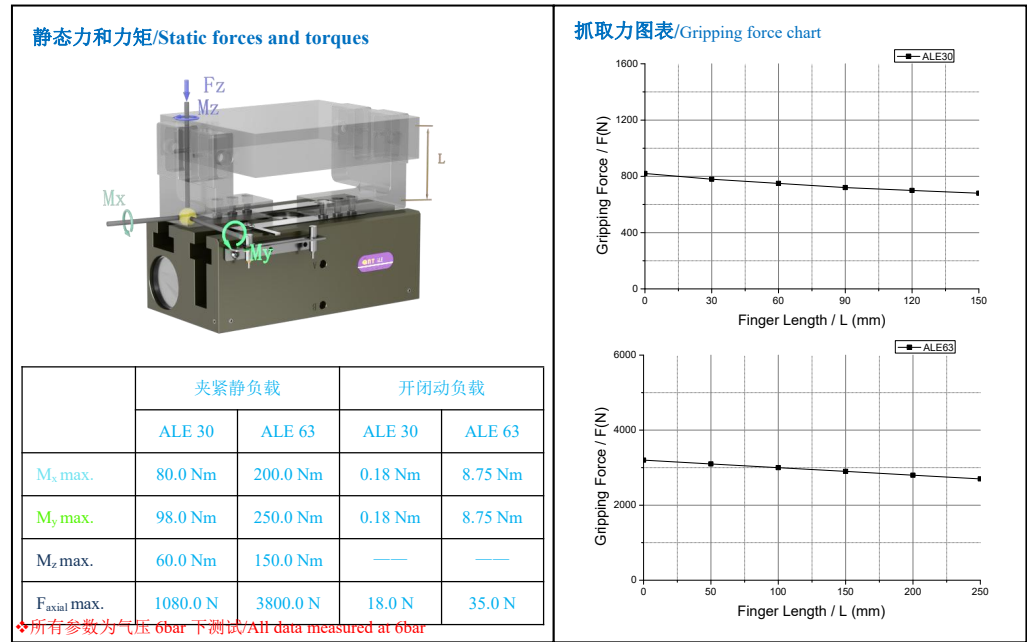 静态力和力矩/Static forces and torques
Fz
Mz
L
Mx
My
夹紧静负载 开闭动负载
ALE 30 ALE 63 ALE 30 ALE 63
Mx max. 80.0 Nm 200.0 Nm 0.18 Nm 8.75 Nm
My max. 98.0 Nm 250.0 Nm 0.18 Nm 8.75 Nm
Mz max. 60.0 Nm 150.0 Nm —— ——
Faxial max. 1080.0 N 3800.0 N 18.0 N 35.0 N
❖所有参数为气压 6bar 下测试/All data measured at 6bar
抓取力图表/Gripping force chart
ALE30
1600
1200
800
400
0
Gripping Force / F(N)
0 30 60 90 120 150
Finger Length / L (mm)
ALE63
6000
4000
2000
0
Gripping Force / F(N)
0 50 100 150 200 250
Finger Length / L (mm)